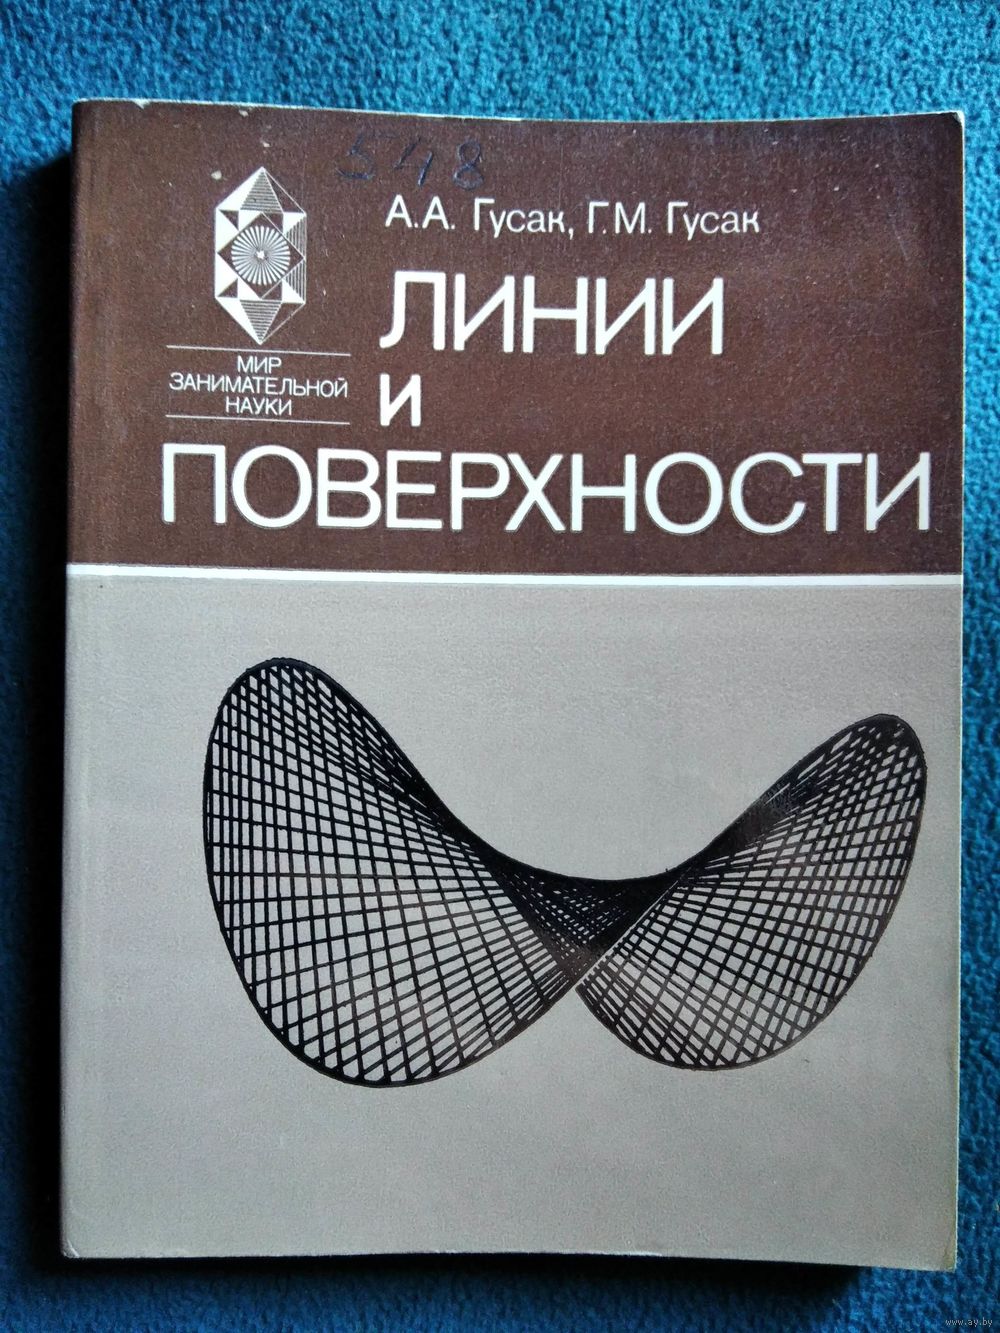 548
А.А. Гусак, Г.М. Гусак
ЛИНИИ
и
ПОВЕРХНОСТИ
МИР
ЗАНИМАТЕЛЬНОЙ
НАУКИ
www.ay.by